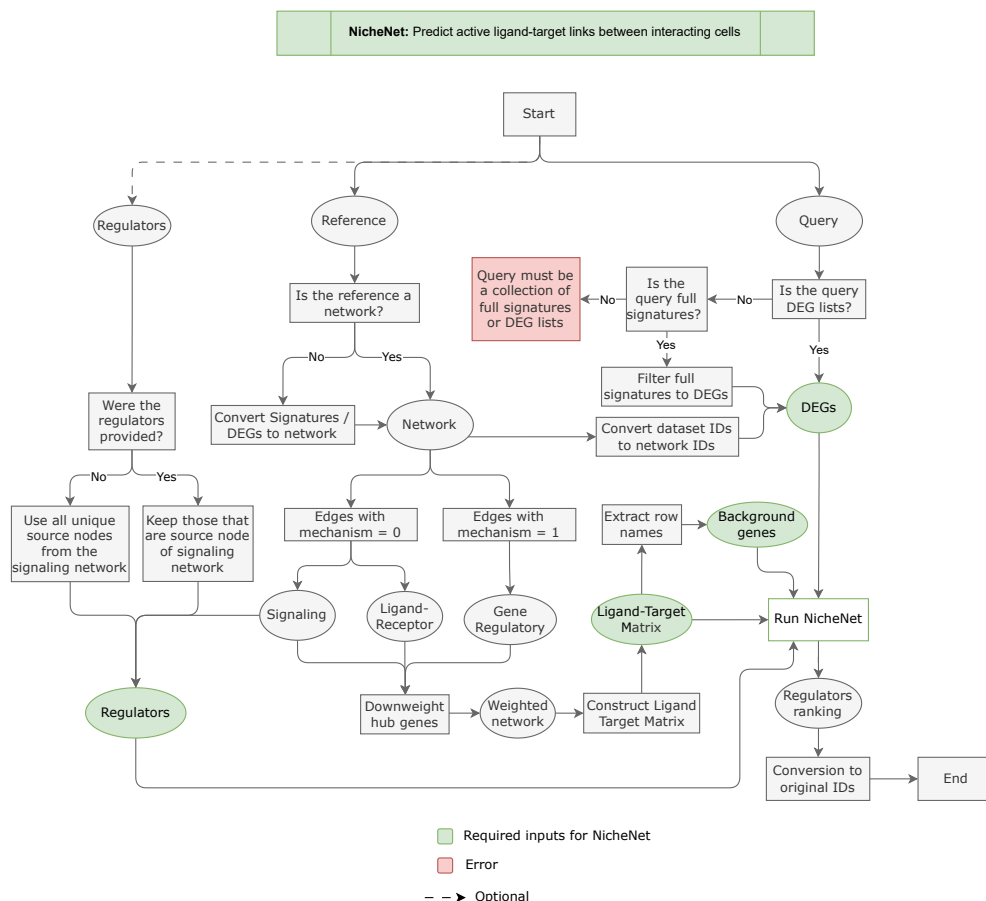 NicheNet: Predict active ligand-target links between interacting cells
Start
Regulators
Reference
Query
Is the reference a
network?
Query must be
a collection of
full signatures
or DEG lists
No
Is the
query full
signatures?
No
Is the query
DEG lists?
Yes
Yes
No
Yes
Were the
regulators
provided?
Convert Signatures /
DEGs to network
Network
Filter full
signatures to DEGs
Convert dataset IDs
to network IDs
DEGs
No
Yes
Use all unique
source nodes
from the
signaling network
Keep those that
are source node
of signaling
network
Edges with
mechanism = 0
Edges with
mechanism = 1
Extract row
names
Background
genes
Signaling
Ligand-
Receptor
Gene
Regulatory
Ligand-Target
Matrix
Run NicheNet
Regulators
Downweight
hub genes
Weighted
network
Construct Ligand
Target Matrix
Regulators
ranking
Conversion to
original IDs
End
Required inputs for NicheNet
Error
Optional